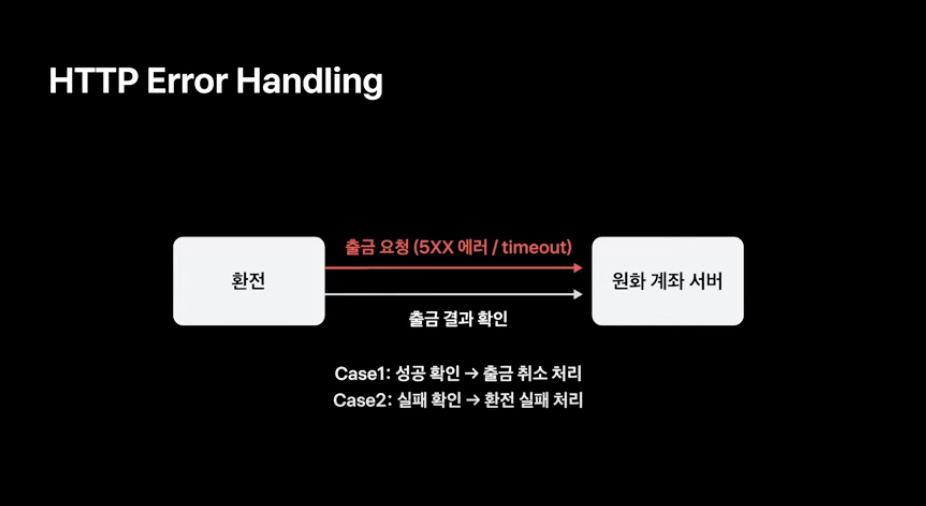 HTTP Error Handling
출금 요청 (5XX 에러 / timeout)
환전
원화 계좌 서버
출금 결과 확인
Case1: 성공 확인 → 출금 취소 처리
Case2: 실패 확인 → 환전 실패 처리